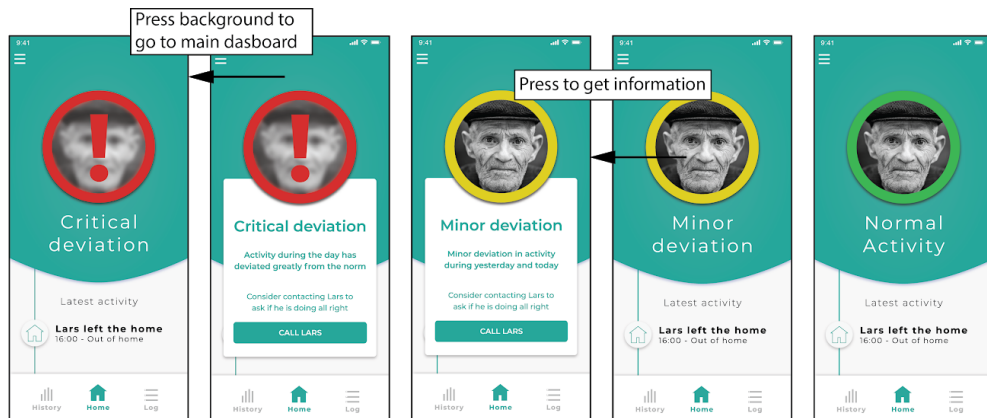 Press background to
go to main dasboard
Press to get information
9:41
Critical
deviation
Latest activity
Lars left the home
16:00 - Out of home
History
Home
Log
9:41
Critical deviation
Activity during the day has
deviated greatly from the norm
Consider contacting Lars to
ask if he is doing all right
CALL LARS
History
Home
Log
9:41
Minor deviation
Minor deviation in activity
during yesterday and today
Consider contacting Lars to
ask if he is doing all right
CALL LARS
History
Home
Log
9:41
Minor
deviation
Latest activity
Lars left the home
16:00 - Out of home
History
Home
Log
9:41
Normal
Activity
Latest activity
Lars left the home
16:00 - Out of home
History
Home
Log